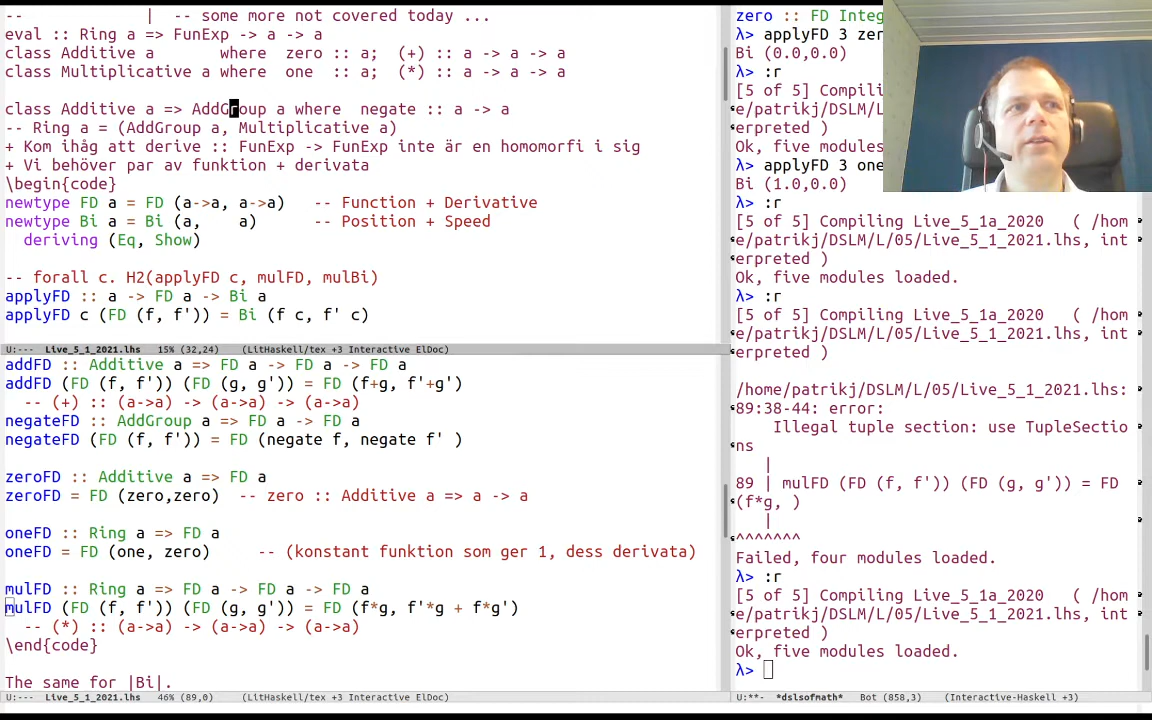 --             |  -- some more not covered today ...
eval :: Ring a => FunExp -> a -> a
class Additive a       where  zero :: a;  (+) :: a -> a -> a
class Multiplicative a where  one  :: a;  (*) :: a -> a -> a
class Additive a => AddGroup a where  negate :: a -> a
-- Ring a = (AddGroup a, Multiplicative a)
+ Kom ihåg att derive :: FunExp -> FunExp inte är en homomorfi i sig
+ Vi behöver par av funktion + derivata
\begin{code}
newtype FD a = FD (a->a, a->a)   -- Function + Derivative
newtype Bi a = Bi (a,    a)      -- Position + Speed
  deriving (Eq, Show)
-- forall c. H2(applyFD c, mulFD, mulBi)
applyFD :: a -> FD a -> Bi a
applyFD c (FD (f, f')) = Bi (f c, f' c)
U:---  Live_5_1_2021.lhs   15% (32,24)   (LitHaskell/tex +3 Interactive ElDoc)
addFD :: Additive a => FD a -> FD a -> FD a
addFD (FD (f, f')) (FD (g, g')) = FD (f+g, f'+g')
  -- (+) :: (a->a) -> (a->a) -> (a->a)
negateFD :: AddGroup a => FD a -> FD a
negateFD (FD (f, f')) = FD (negate f, negate f' )
zeroFD :: Additive a => FD a
zeroFD = FD (zero,zero)  -- zero :: Additive a => a -> a
oneFD :: Ring a => FD a
oneFD = FD (one, zero)     -- (konstant funktion som ger 1, dess derivata)
mulFD :: Ring a => FD a -> FD a -> FD a
mulFD (FD (f, f')) (FD (g, g')) = FD (f*g, f'*g + f*g')
  -- (*) :: (a->a) -> (a->a) -> (a->a)
\end{code}
The same for |Bi|.
U:---  Live_5_1_2021.lhs   46% (89,0)   (LitHaskell/tex +3 Interactive ElDoc)
zero :: FD Integ
λ> applyFD 3 zer
Bi (0.0,0.0)
λ> :r
[5 of 5] Compili
e/patrikj/DSLM/L
erpreted )
Ok, five modules
λ> applyFD 3 one
Bi (1.0,0.0)
λ> :r
[5 of 5] Compiling Live_5_1a_2020   ( /hom
e/patrikj/DSLM/L/05/Live_5_1_2021.lhs, int
erpreted )
Ok, five modules loaded.
λ> :r
[5 of 5] Compiling Live_5_1a_2020   ( /hom
e/patrikj/DSLM/L/05/Live_5_1_2021.lhs, int
erpreted )
/home/patrikj/DSLM/L/05/Live_5_1_2021.lhs:
89:38-44: error:
    Illegal tuple section: use TupleSectio
ns
   |
89 | mulFD (FD (f, f')) (FD (g, g')) = FD
(f*g, )
   |
^^^^^^^
Failed, four modules loaded.
λ> :r
[5 of 5] Compiling Live_5_1a_2020   ( /hom
e/patrikj/DSLM/L/05/Live_5_1_2021.lhs, int
erpreted )
Ok, five modules loaded.
λ>
U:**-  *dslsofmath*   Bot (858,3)   (Interactive-Haskell +3)